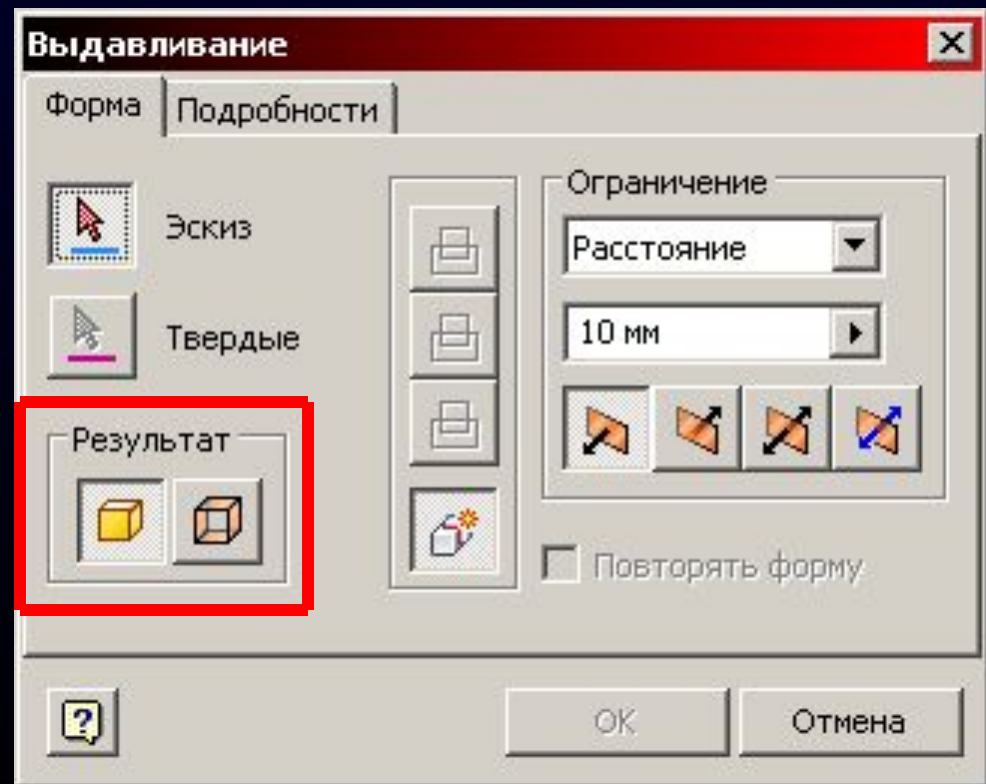 Выдавливание
Форма
Подробности
Эскиз
Твердые
Результат
Ограничение
Расстояние
10 мм
Повторять форму
?
OK
Отмена